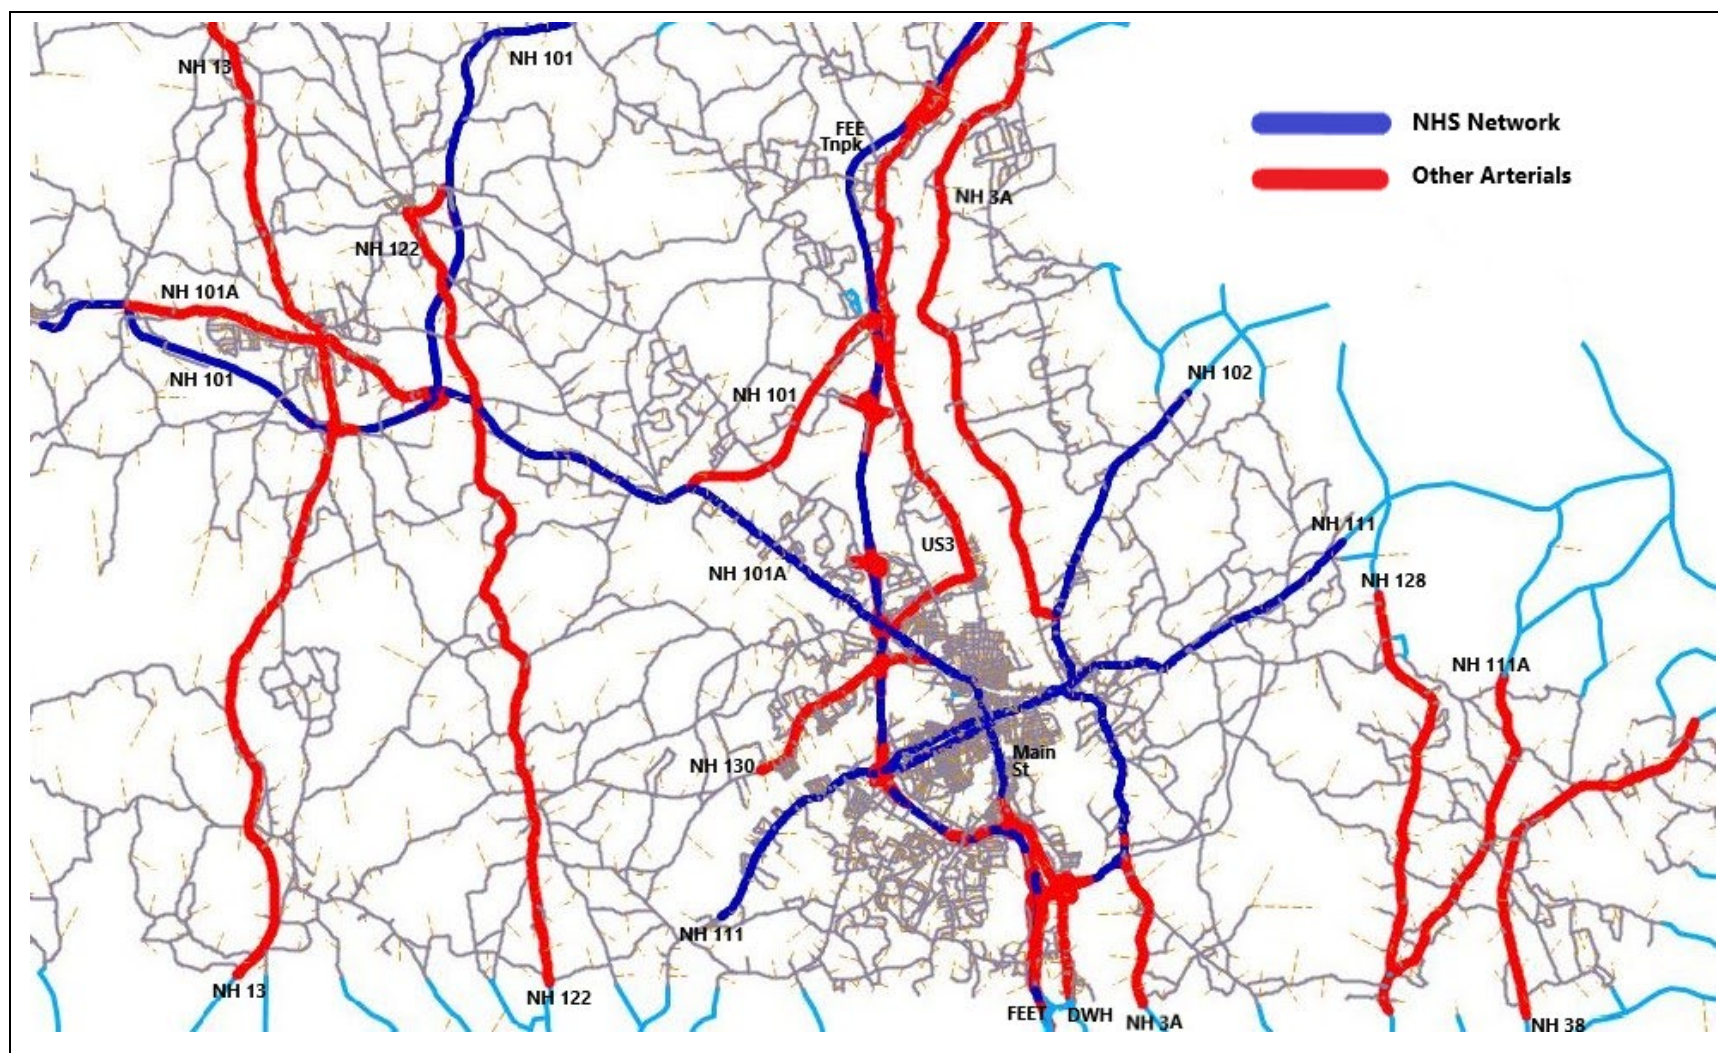 NH 13
NH 101
FEE
Tnpk
NHS Network
Other Arterials
NH 3A
NH 122
NH 101A
NH 101
NH 101
NH 102
NH 111
US3
NH 101A
NH 128
NH 111A
Main
St
NH 130
NH 111
NH 13
NH 122
FEET
DWH
NH 3A
NH 38